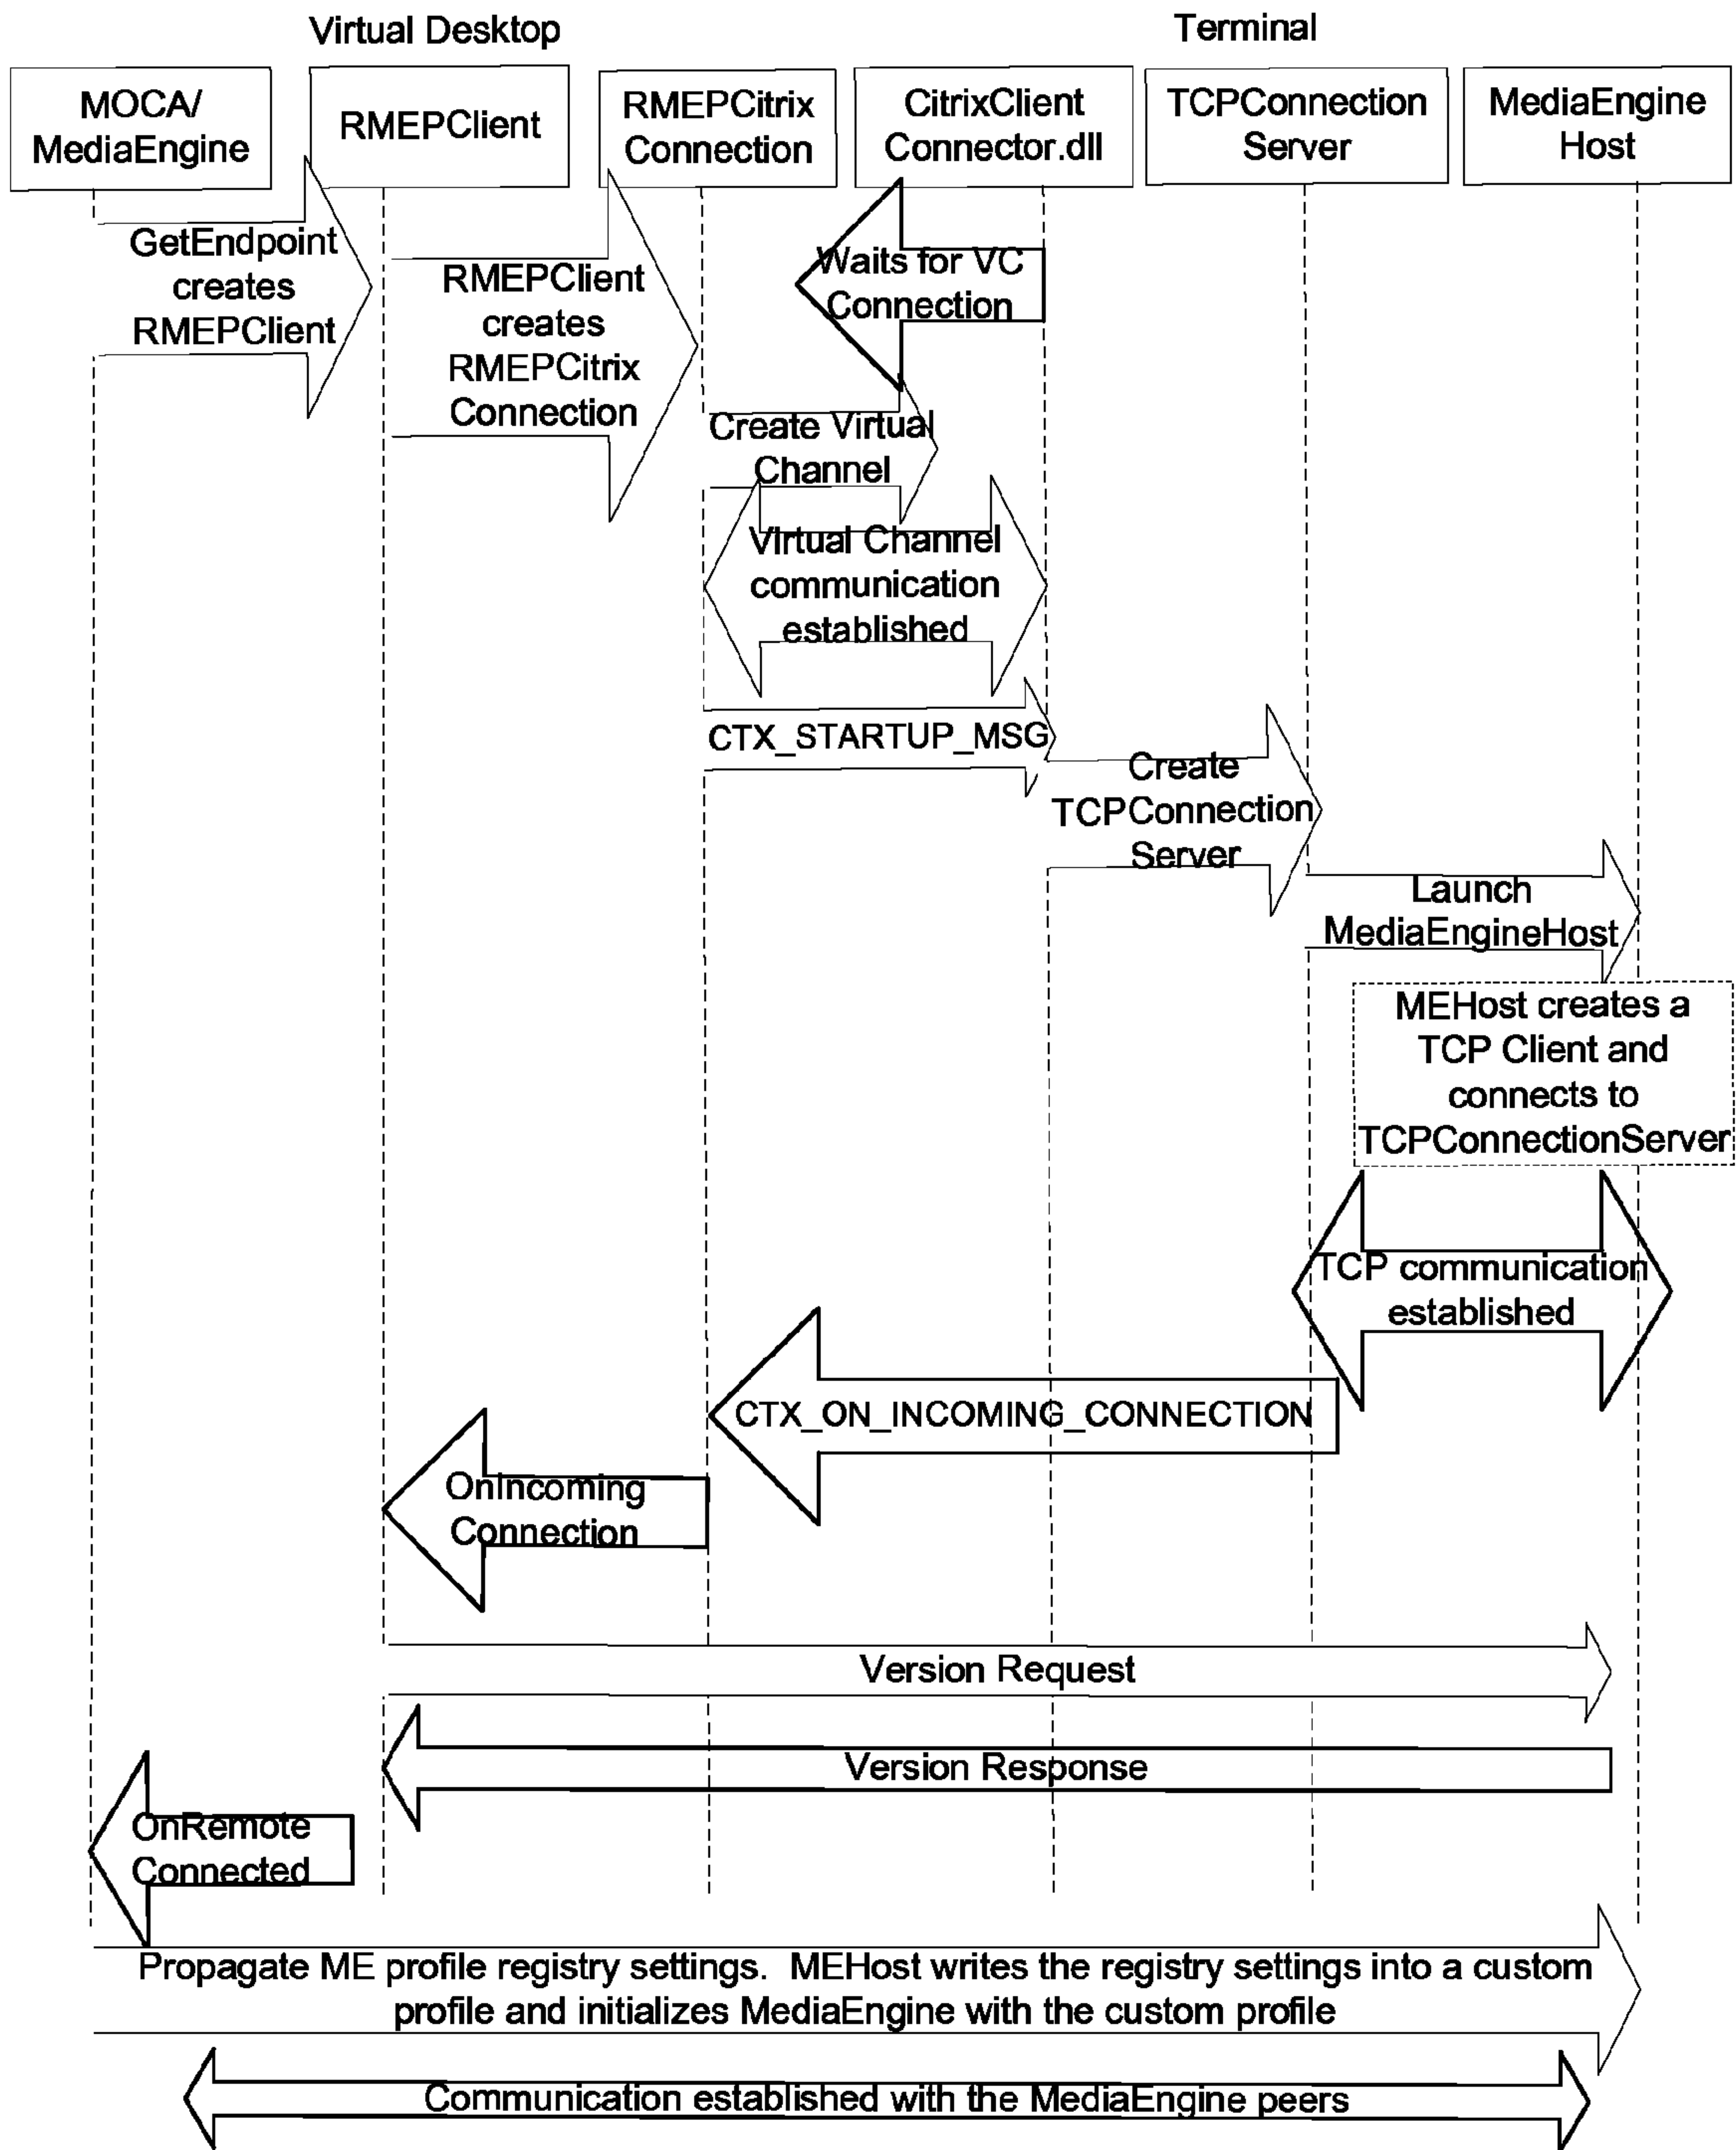 Virtual Desktop
Terminal
MOCA/
MediaEngine
RMEPClient
RMEPCitrix
Connection
CitrixClient
Connector.dll
TCPConnection
Server
MediaEngine
Host
GetEndpoint
creates
RMEPClient
RMEPClient
creates
RMEPCitrix
Connection
Waits for VC
Connection
Create Virtual
Channel
Virtual Channel
communication
established
CTX_STARTUP_MSG
Create
TCPConnection
Server
Launch
MediaEngineHost
MEHost creates a
TCP Client and
connects to
TCPConnectionServer
TCP communication
established
CTX_ON_INCOMING_CONNECTION
OnIncoming
Connection
Version Request
Version Response
OnRemote
Connected
Propagate ME profile registry settings. MEHost writes the registry settings into a custom
profile and initializes MediaEngine with the custom profile
Communication established with the MediaEngine peers